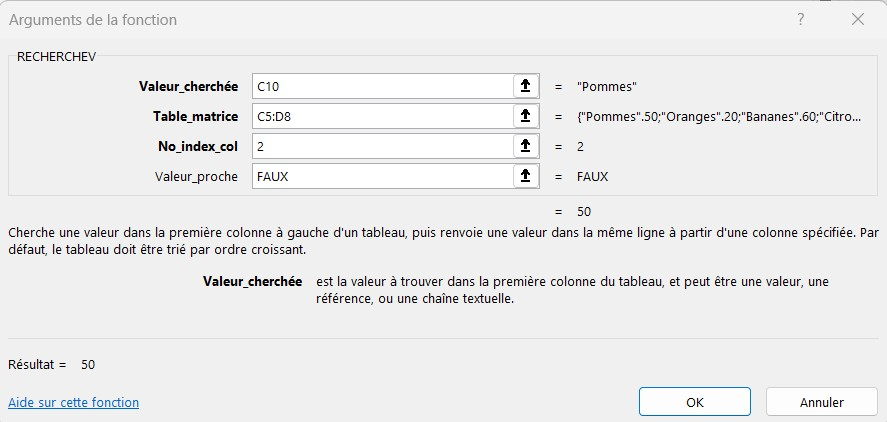 Arguments de la fonction ? ×
RECHERCHEV
Valeur_cherchée C10 = "Pommes"
Table_matrice C5:D8 = {"Pommes".50;"Oranges".20;"Bananes".60;"Citro...
No_index_col 2 = 2
Valeur_proche FAUX = FAUX
= 50
Cherche une valeur dans la première colonne à gauche d'un tableau, puis renvoie une valeur dans la même ligne à partir d'une colonne spécifiée. Par
défaut, le tableau doit être trié par ordre croissant.
Valeur_cherchée est la valeur à trouver dans la première colonne du tableau, et peut être une valeur, une
référence, ou une chaîne textuelle.
Résultat = 50
Aide sur cette fonction OK Annuler